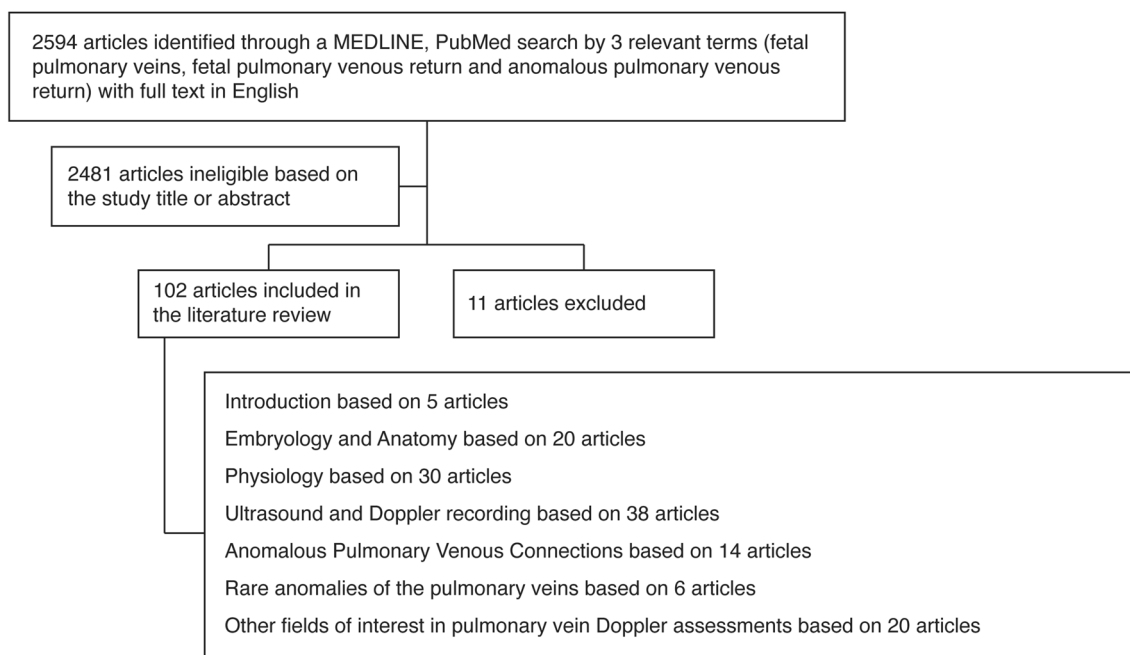 2594 articles identified through a MEDLINE, PubMed search by 3 relevant terms (fetal
pulmonary veins, fetal pulmonary venous return and anomalous pulmonary venous
return) with full text in English
2481 articles ineligible based on
the study title or abstract
102 articles included in
the literature review
11 articles excluded
Introduction based on 5 articles
Embryology and Anatomy based on 20 articles
Physiology based on 30 articles
Ultrasound and Doppler recording based on 38 articles
Anomalous Pulmonary Venous Connections based on 14 articles
Rare anomalies of the pulmonary veins based on 6 articles
Other fields of interest in pulmonary vein Doppler assessments based on 20 articles